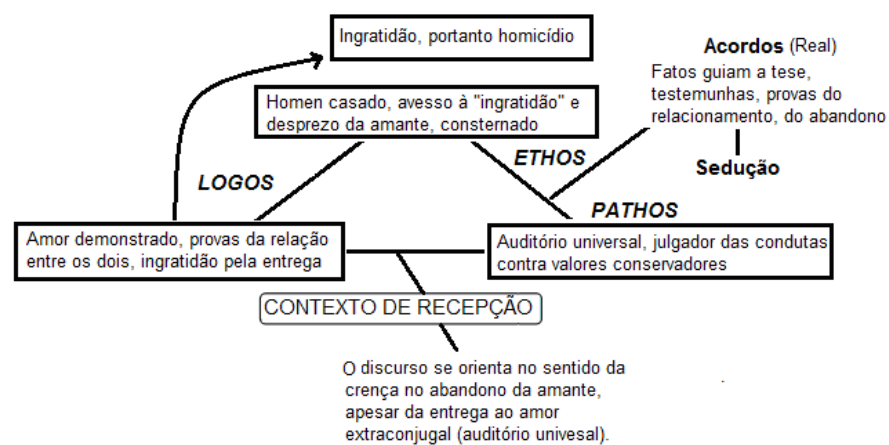 Ingratidão, portanto homicídio
Acordos (Real)
Fatos guiam a tese,
testemunhas, provas do
relacionamento, do abandono
Sedução
Homen casado, avesso à "ingratidão" e
desprezo da amante, consternado
ETHOS
LOGOS
PATHOS
Amor demonstrado, provas da relação
entre os dois, ingratidão pela entrega
Auditório universal, julgador das condutas
contra valores conservadores
CONTEXTO DE RECEPÇÃO
O discurso se orienta no sentido da
crença no abandono da amante,
apesar da entrega ao amor
extraconjugal (auditório univesal).